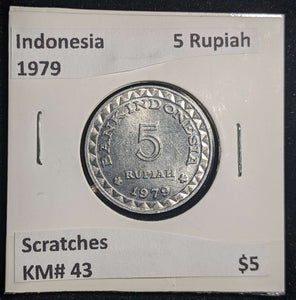 Indonesia 5 Rupiah
1979
BANK INDONESIA
5
RUPIAH
1979
Scratches
KM# 43 $5